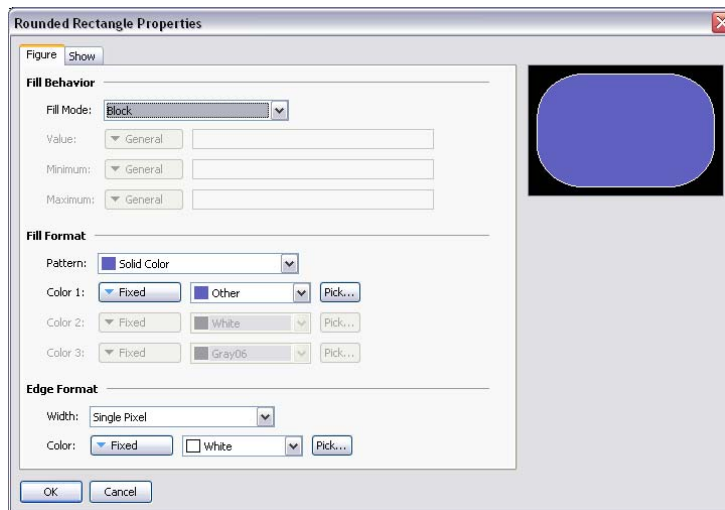 Rounded Rectangle Properties
Figure Show
Fill Behavior
Fill Mode: Block
Value: General
Minimum: General
Maximum: General
Fill Format
Pattern: Solid Color
Color 1: Fixed Other Pick...
Color 2: Fixed White Pick...
Color 3: Fixed Gray06 Pick...
Edge Format
Width: Single Pixel
Color: Fixed White Pick...
OK Cancel